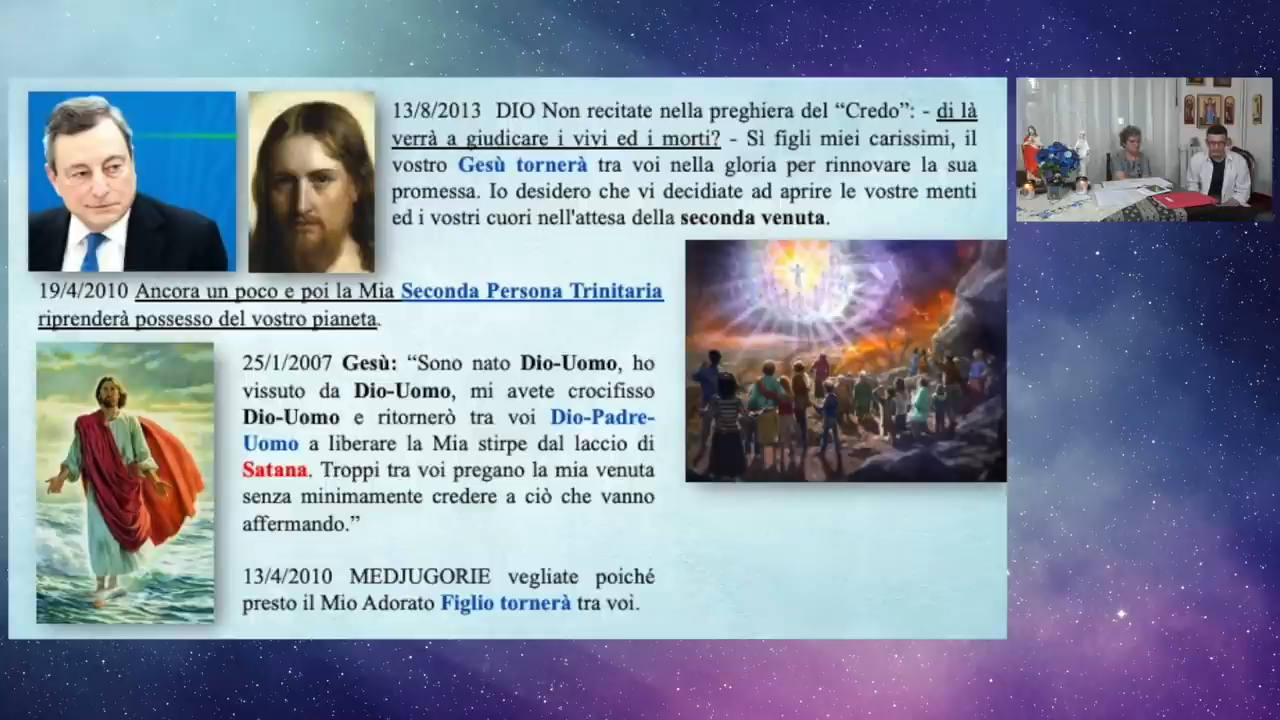 13/8/2013 DIO Non recitate nella preghiera del “Credo”: - di là
verrà a giudicare i vivi ed i morti? - Sì figli miei carissimi, il
vostro Gesù tornerà tra voi nella gloria per rinnovare la sua
promessa. Io desidero che vi decidiate ad aprire le vostre menti
ed i vostri cuori nell'attesa della seconda venuta.
19/4/2010 Ancora un poco e poi la Mia Seconda Persona Trinitaria
riprenderà possesso del vostro pianeta.
25/1/2007 Gesù: “Sono nato Dio-Uomo, ho
vissuto da Dio-Uomo, mi avete crocifisso
Dio-Uomo e ritornerò tra voi Dio-Padre-
Uomo a liberare la Mia stirpe dal laccio di
Satana. Troppi tra voi pregano la mia venuta
senza minimamente credere a ciò che vanno
affermando.”
13/4/2010 MEDJUGORIE vegliate poiché
presto il Mio Adorato Figlio tornerà tra voi.